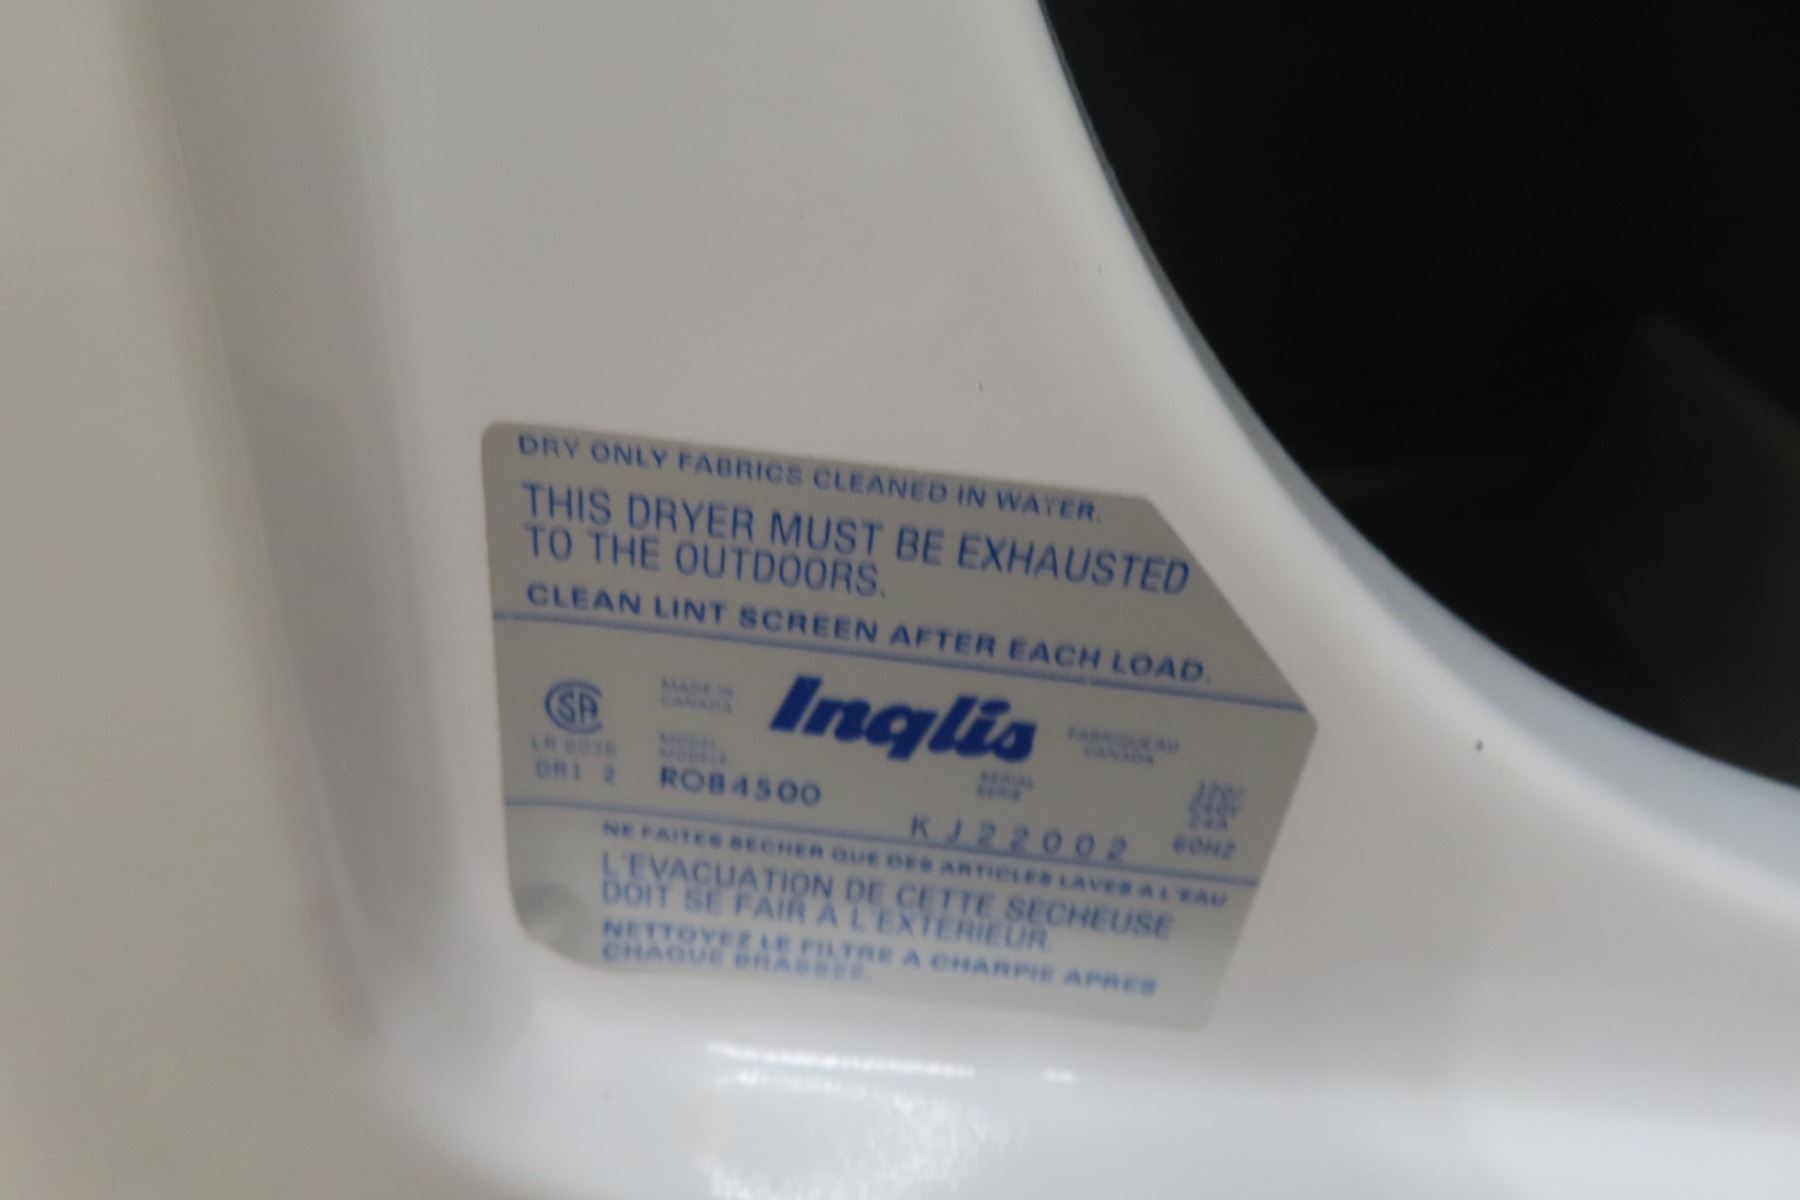 DRY ONLY FABRICS CLEANED IN WATER.
THIS DRYER MUST BE EXHAUSTED
TO THE OUTDOORS.
CLEAN LINT SCREEN AFTER EACH LOAD.
MADE IN
CANADA
Inglis
FABRIQUE AU
CANADA
MODEL
MODELE
ROB4500
SERIAL
SERIE
KJ22002
LR
DR1 2
120/
60HZ
NE FAITES SECHER QUE DES ARTICLES LAVES A L'EAU
L'EVACUATION DE CETTE SECHEUSE
DOIT SE FAIR A L'EXTERIEUR.
NETTOYEZ LE FILTRE A CHARPIE APRES
CHAQUE BRASSEE.